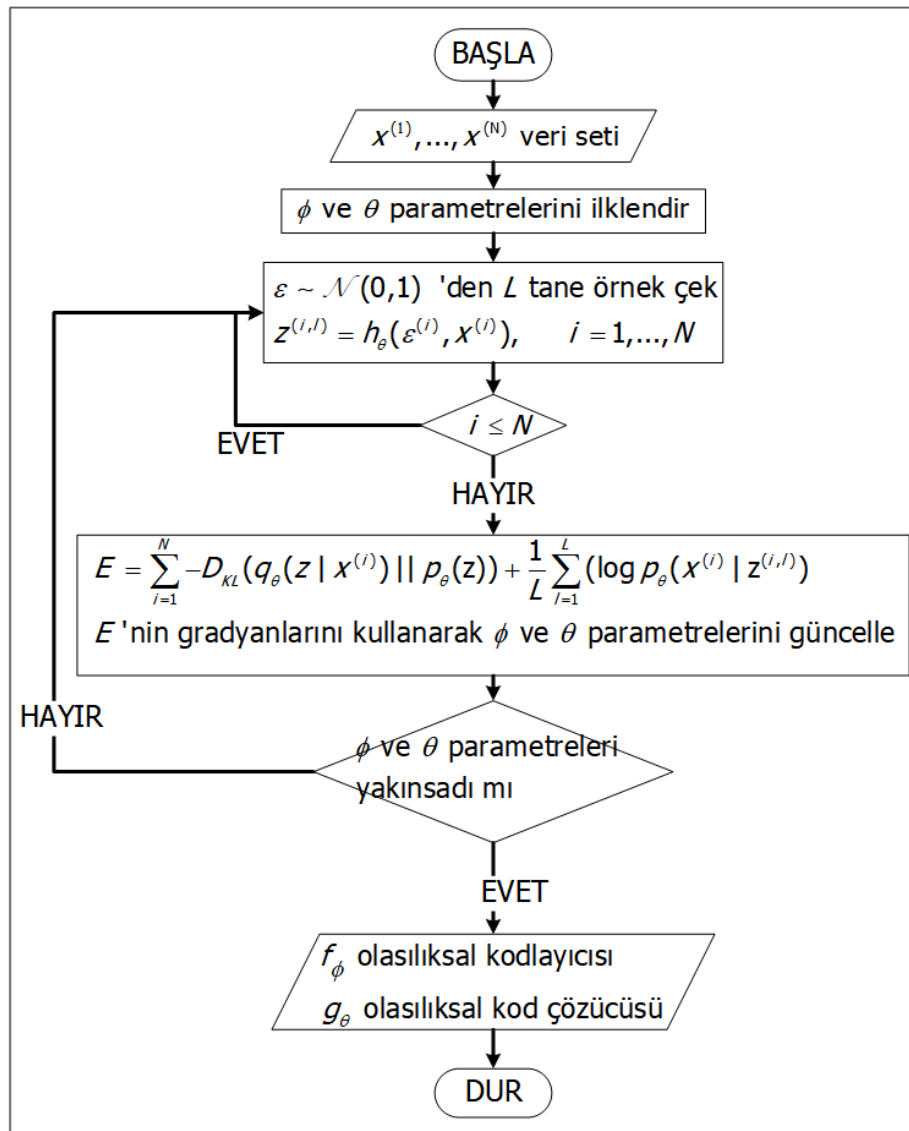 BAŞLA
x^(1),...,x^(N) veri seti
ϕ ve θ parametrelerini ilklendir
ε ~ 𝒩(0,1) 'den L tane örnek çek
z^(i,l) = h_θ(ε^(i), x^(i)), i = 1,...,N
i ≤ N
EVET
HAYIR
E = ∑_{i=1}^{N} −D_KL(q_θ(z | x^(i)) || p_θ(z)) + 1/L ∑_{l=1}^{L} (log p_θ(x^(i) | z^(i,l))
E 'nin gradyanlarını kullanarak ϕ ve θ parametrelerini güncelle
HAYIR
ϕ ve θ parametreleri
yakınsadı mı
EVET
f_ϕ olasılıksal kodlayıcısı
g_θ olasılıksal kod çözücüsü
DUR